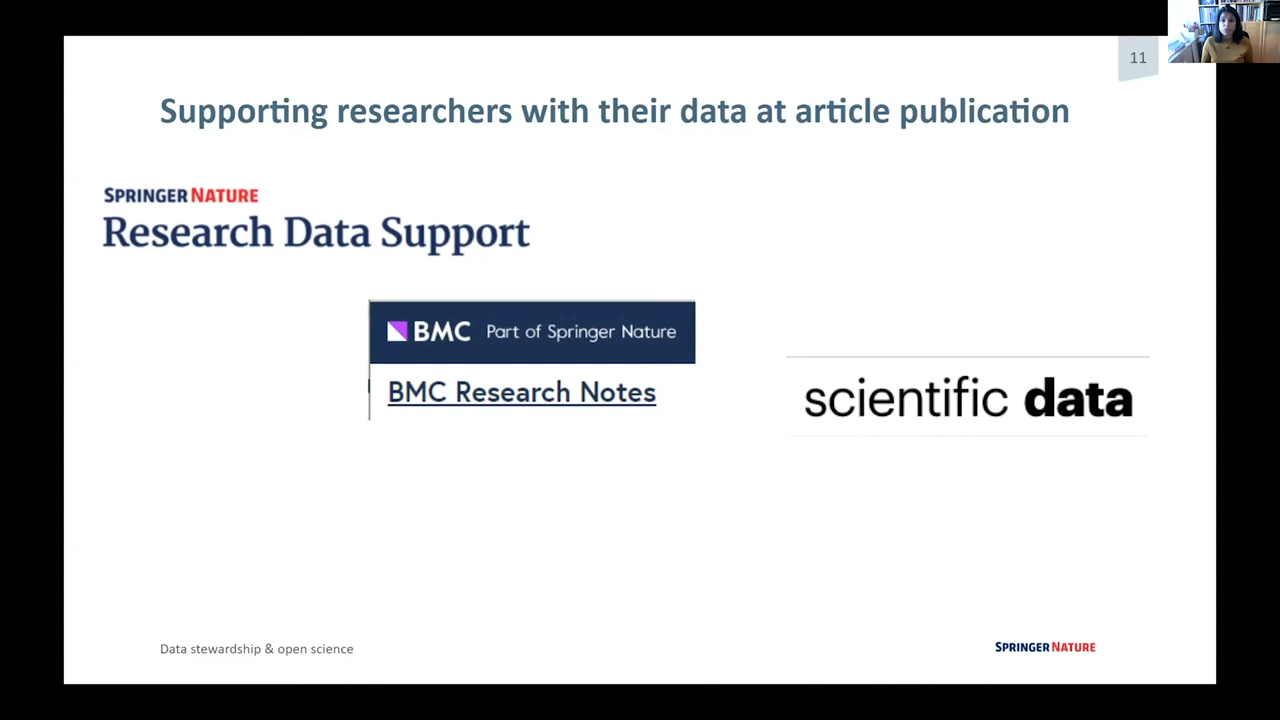 11
Supporting researchers with their data at article publication
SPRINGER NATURE
Research Data Support
BMC Part of Springer Nature
BMC Research Notes
scientific data
Data stewardship & open science
SPRINGER NATURE